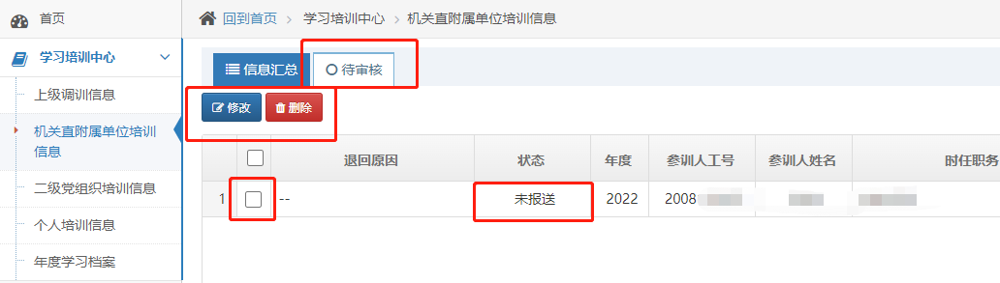 首页
学习培训中心
上级调训信息
机关直附属单位培训
信息
二级党组织培训信息
个人培训信息
年度学习档案
回到首页 > 学习培训中心 > 机关直附属单位培训信息
信息汇总 待审核
修改 删除
退回原因 状态 年度 参训人工号 参训人姓名 时任职务
1 -- 未报送 2022 2008